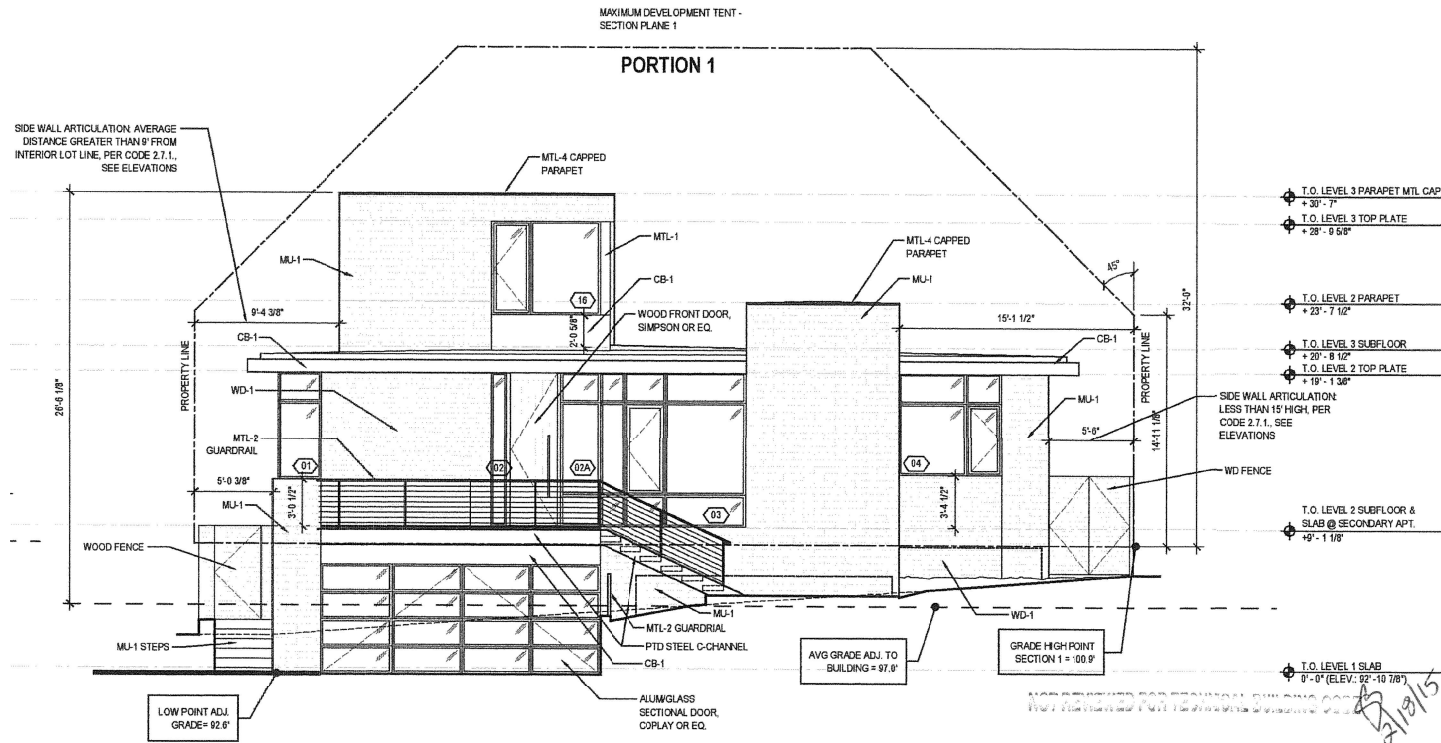 MAXIMUM DEVELOPMENT TENT -
SECTION PLANE 1
PORTION 1
SIDE WALL ARTICULATION: AVERAGE
DISTANCE GREATER THAN 9' FROM
INTERIOR LOT LINE, PER CODE 2.7.1.,
SEE ELEVATIONS
MTL-4 CAPPED
PARAPET
T.O. LEVEL 3 PARAPET MTL CAP
+ 30' - 7"
T.O. LEVEL 3 TOP PLATE
+ 28' - 9 5/8"
MTL-1
MU-1
MTL-4 CAPPED
PARAPET
MU-1
45°
32'-0"
CB-1
16
WOOD FRONT DOOR,
SIMPSON OR EQ.
2'-0 5/8"
T.O. LEVEL 2 PARAPET
+ 23' - 7 1/2"
9'-4 3/8"
15'-1 1/2"
CB-1
CB-1
T.O. LEVEL 3 SUBFLOOR
+ 20' - 8 1/2"
T.O. LEVEL 2 TOP PLATE
+ 19' - 1 3/8"
PROPERTY LINE
PROPERTY LINE
26'-6 1/8"
WD-1
MU-1
SIDE WALL ARTICULATION:
LESS THAN 15' HIGH, PER
CODE 2.7.1., SEE
ELEVATIONS
5'-6"
14'-11 1/8"
MTL-2
GUARDRAIL
01
02
02A
04
WD FENCE
5'-0 3/8"
MU-1
3'-0 1/2"
03
3'-4 1/2"
T.O. LEVEL 2 SUBFLOOR &
SLAB @ SECONDARY APT.
+9' - 1 1/8"
WOOD FENCE
MU-1
WD-1
MTL-2 GUARDRIAL
MU-1 STEPS
PTD STEEL C-CHANNEL
CB-1
AVG GRADE ADJ. TO
BUILDING = 97.0'
GRADE HIGH POINT
SECTION 1 = 100.9'
T.O. LEVEL 1 SLAB
0' - 0" (ELEV.: 92' -10 7/8")
LOW POINT ADJ.
GRADE= 92.6'
ALUM/GLASS
SECTIONAL DOOR,
COPLAY OR EQ.
NOT REVIEWED FOR TECHNICAL BUILDING CODE
2/18/15